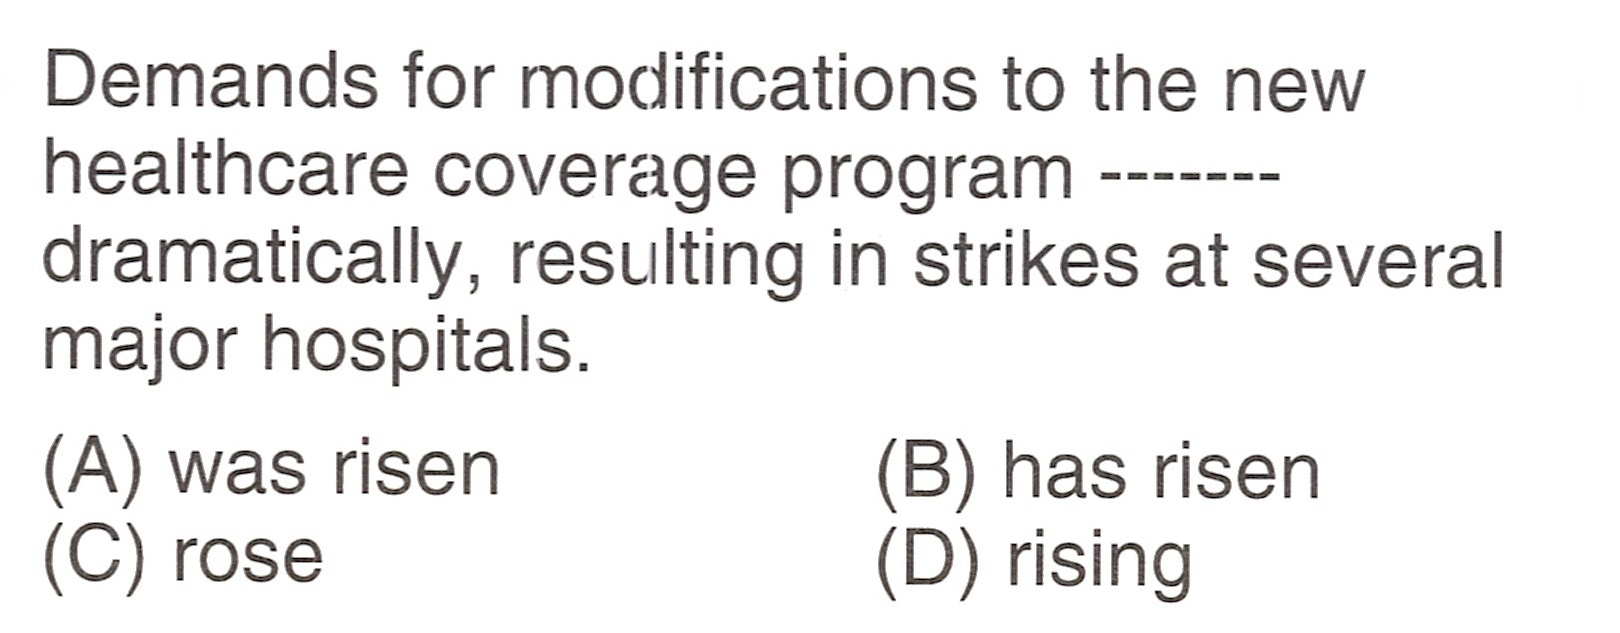 Demands for modifications to the new
healthcare coverage program -------
dramatically, resulting in strikes at several
major hospitals.
(A) was risen (B) has risen
(C) rose (D) rising